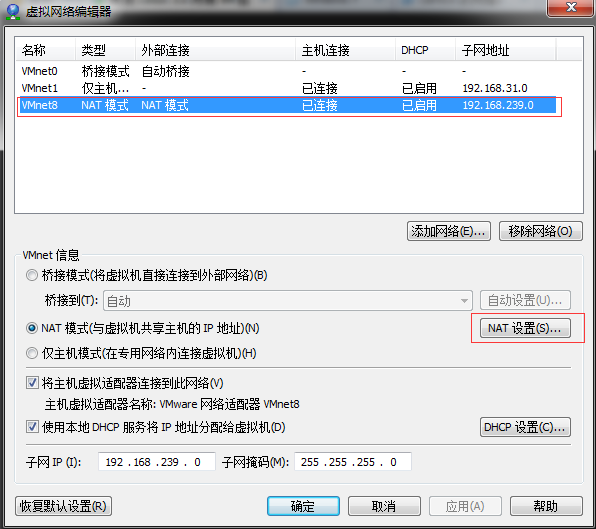 虚拟网络编辑器
名称 类型 外部连接 主机连接 DHCP 子网地址
VMnet0 桥接模式 自动桥接 - - -
VMnet1 仅主机... - 已连接 已启用 192.168.31.0
VMnet8 NAT 模式 NAT 模式 已连接 已启用 192.168.239.0
添加网络(E)... 移除网络(O)
VMnet 信息
桥接模式(将虚拟机直接连接到外部网络)(B)
桥接到(T): 自动 自动设置(U)...
NAT 模式(与虚拟机共享主机的 IP 地址)(N) NAT 设置(S)...
仅主机模式(在专用网络内连接虚拟机)(H)
将主机虚拟适配器连接到此网络(V)
主机虚拟适配器名称: VMware 网络适配器 VMnet8
使用本地 DHCP 服务将 IP 地址分配给虚拟机(D) DHCP 设置(C)...
子网 IP (I): 192 . 168 . 239 . 0 子网掩码(M): 255 . 255 . 255 . 0
恢复默认设置(R) 确定 取消 应用(A) 帮助